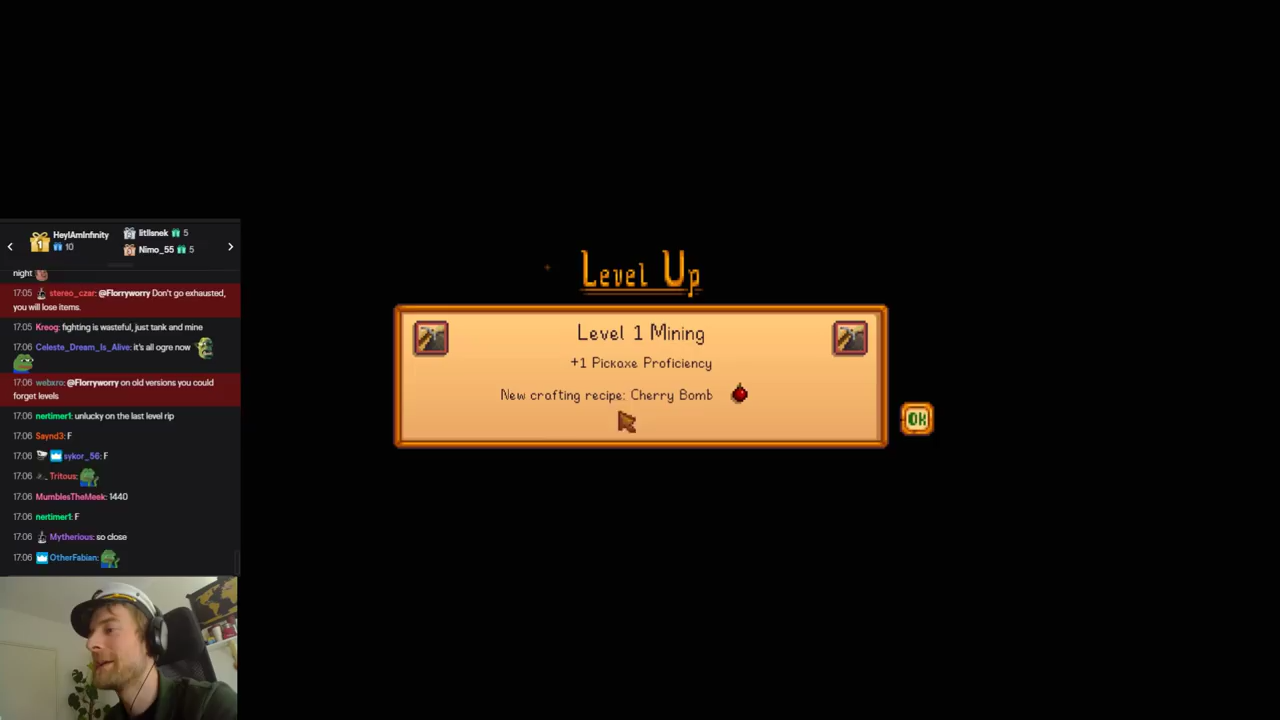 HeyIAmInfinity
10
litllsnek 5
Nimo_55 5
night
17:05 stereo_czar: @Florryworry Don't go exhausted,
you will lose items.
17:05 Kreog: fighting is wasteful, just tank and mine
17:06 Celeste_Dream_Is_Alive: it's all ogre now
17:06 webxro: @Florryworry on old versions you could
forget levels
17:06 nertimer1: unlucky on the last level rip
17:06 Saynd3: F
17:06 sykor_56: F
17:06 Tritous:
17:06 MumblesTheMeek: 1440
17:06 nertimer1: F
17:06 Mytherious: so close
17:06 OtherFabian:
Level Up
Level 1 Mining
+1 Pickaxe Proficiency
New crafting recipe: Cherry Bomb
Ok